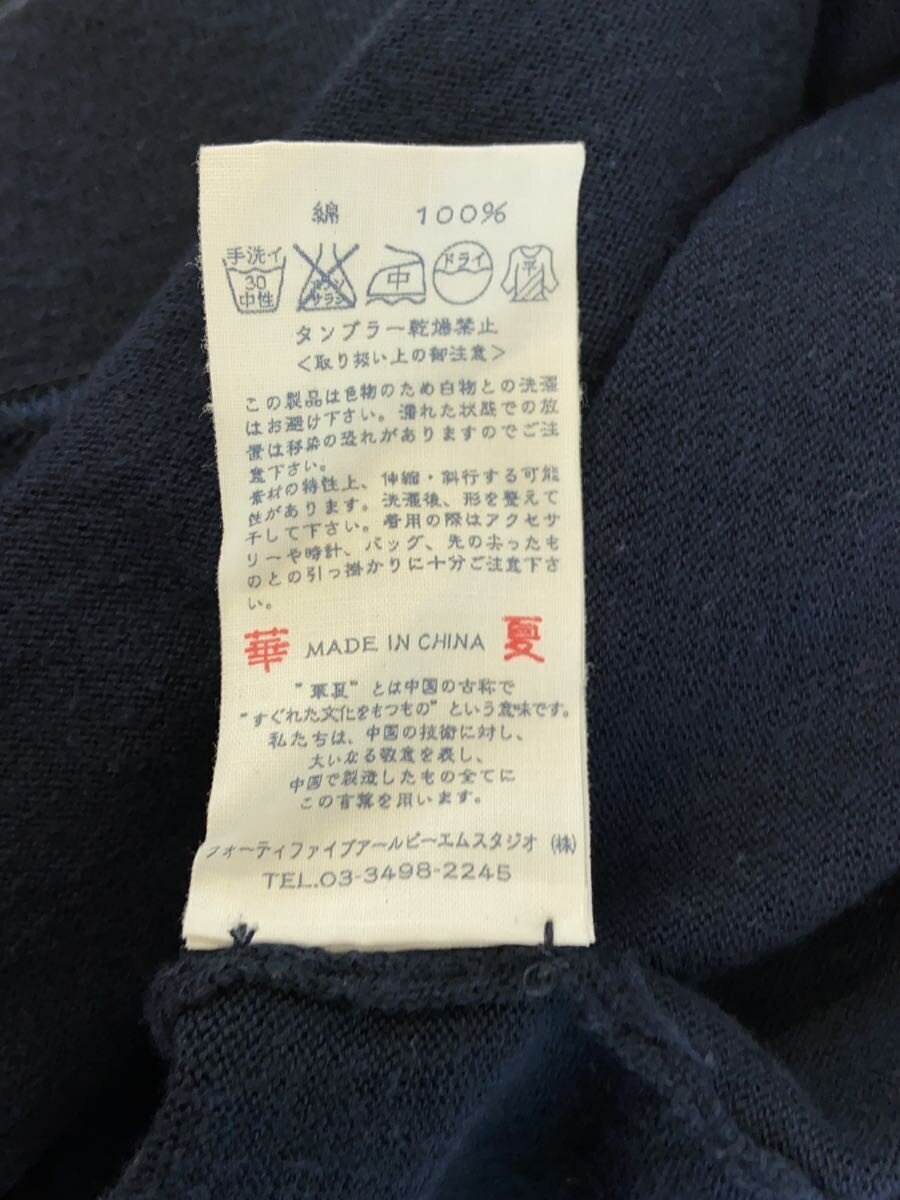 綿 100%
手洗イ 30 中性 エンソ サラシ 中 ドライ 平
タンブラー乾燥禁止
<取り扱い上の御注意>
この製品は色物のため白物との洗濯
はお避け下さい。濡れた状態での放
置は移染の恐れがありますのでご注
意下さい。
素材の特性上、伸縮・斜行する可能
性があります。洗濯後、形を整えて
干して下さい。着用の際はアクセサ
リーや時計、バッグ、先の尖ったも
のとの引っ掛かりに十分ご注意下さ
い。
華 MADE IN CHINA 夏
"華夏" とは中国の古称で
"すぐれた文化をもつもの" という意味です。
私たちは、中国の技術に対し、
大いなる敬意を表し、
中国で製造したもの全てに
この言葉を用います。
フォーティファイブアールピーエムスタジオ (株)
TEL.03-3498-2245